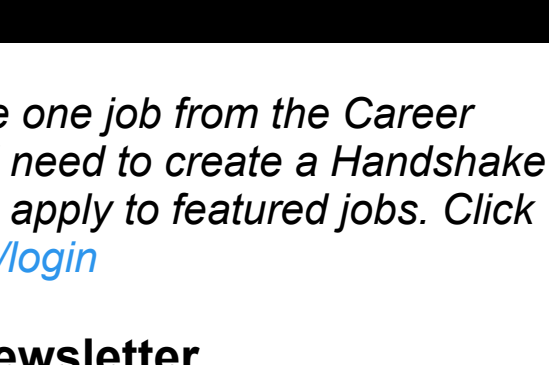 one job from the Career
need to create a Handshake
apply to featured jobs. Click
/login
ewsletter